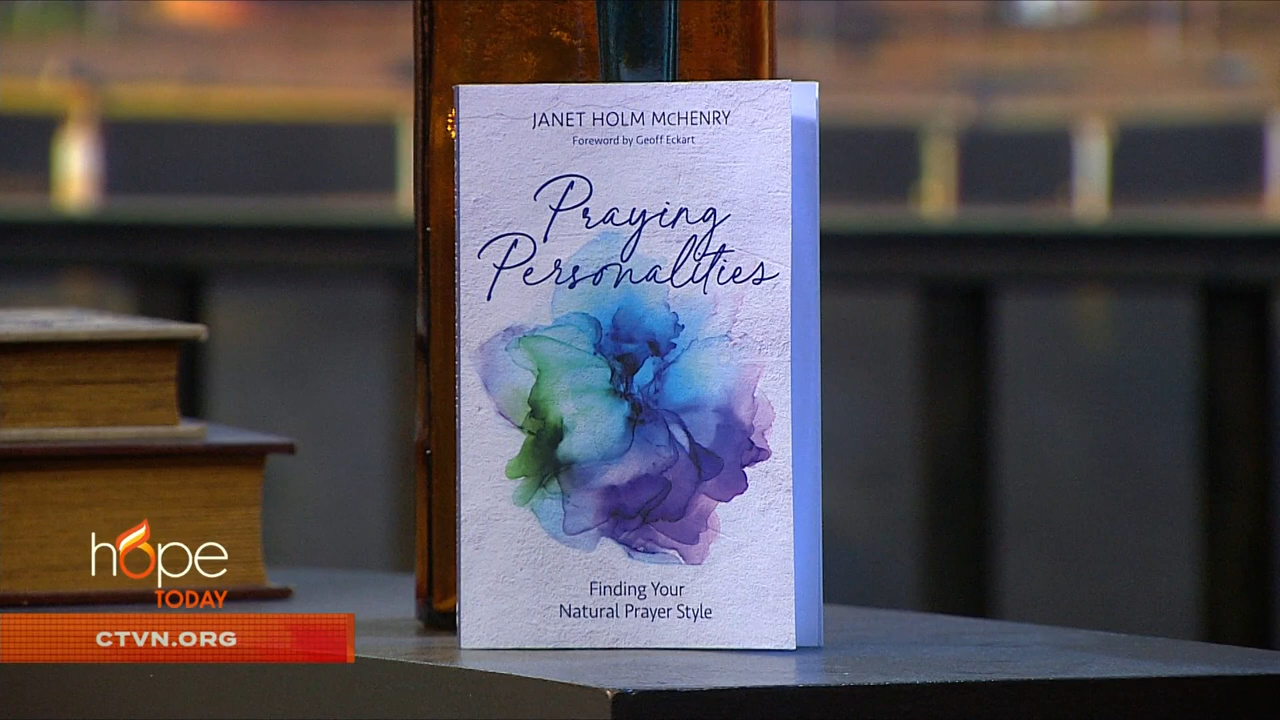 JANET HOLM McHENRY
Foreword by Geoff Eckart
Praying
Personalities
Finding Your
Natural Prayer Style
hope
TODAY
CTVN.ORG